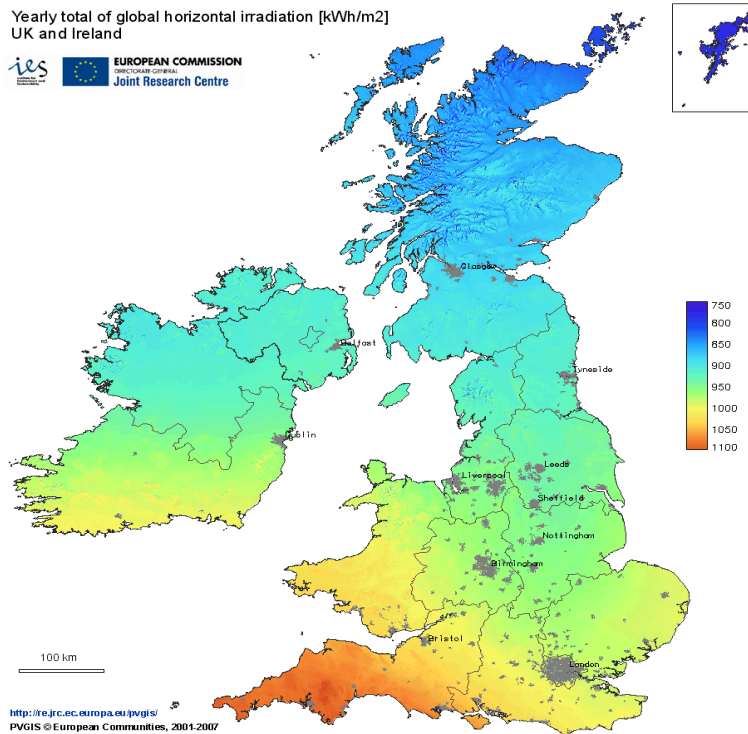 Yearly total of global horizontal irradiation [kWh/m2]
UK and Ireland
ies
EUROPEAN COMMISSION
DIRECTORATE-GENERAL
Joint Research Centre
Glasgow
Belfast
Tyneside
Dublin
Leeds
Liverpool
Sheffield
Nottingham
Birmingham
Bristol
London
750
800
850
900
950
1000
1050
1100
100 km
http://re.jrc.ec.europa.eu/pvgis/
PVGIS © European Communities, 2001-2007